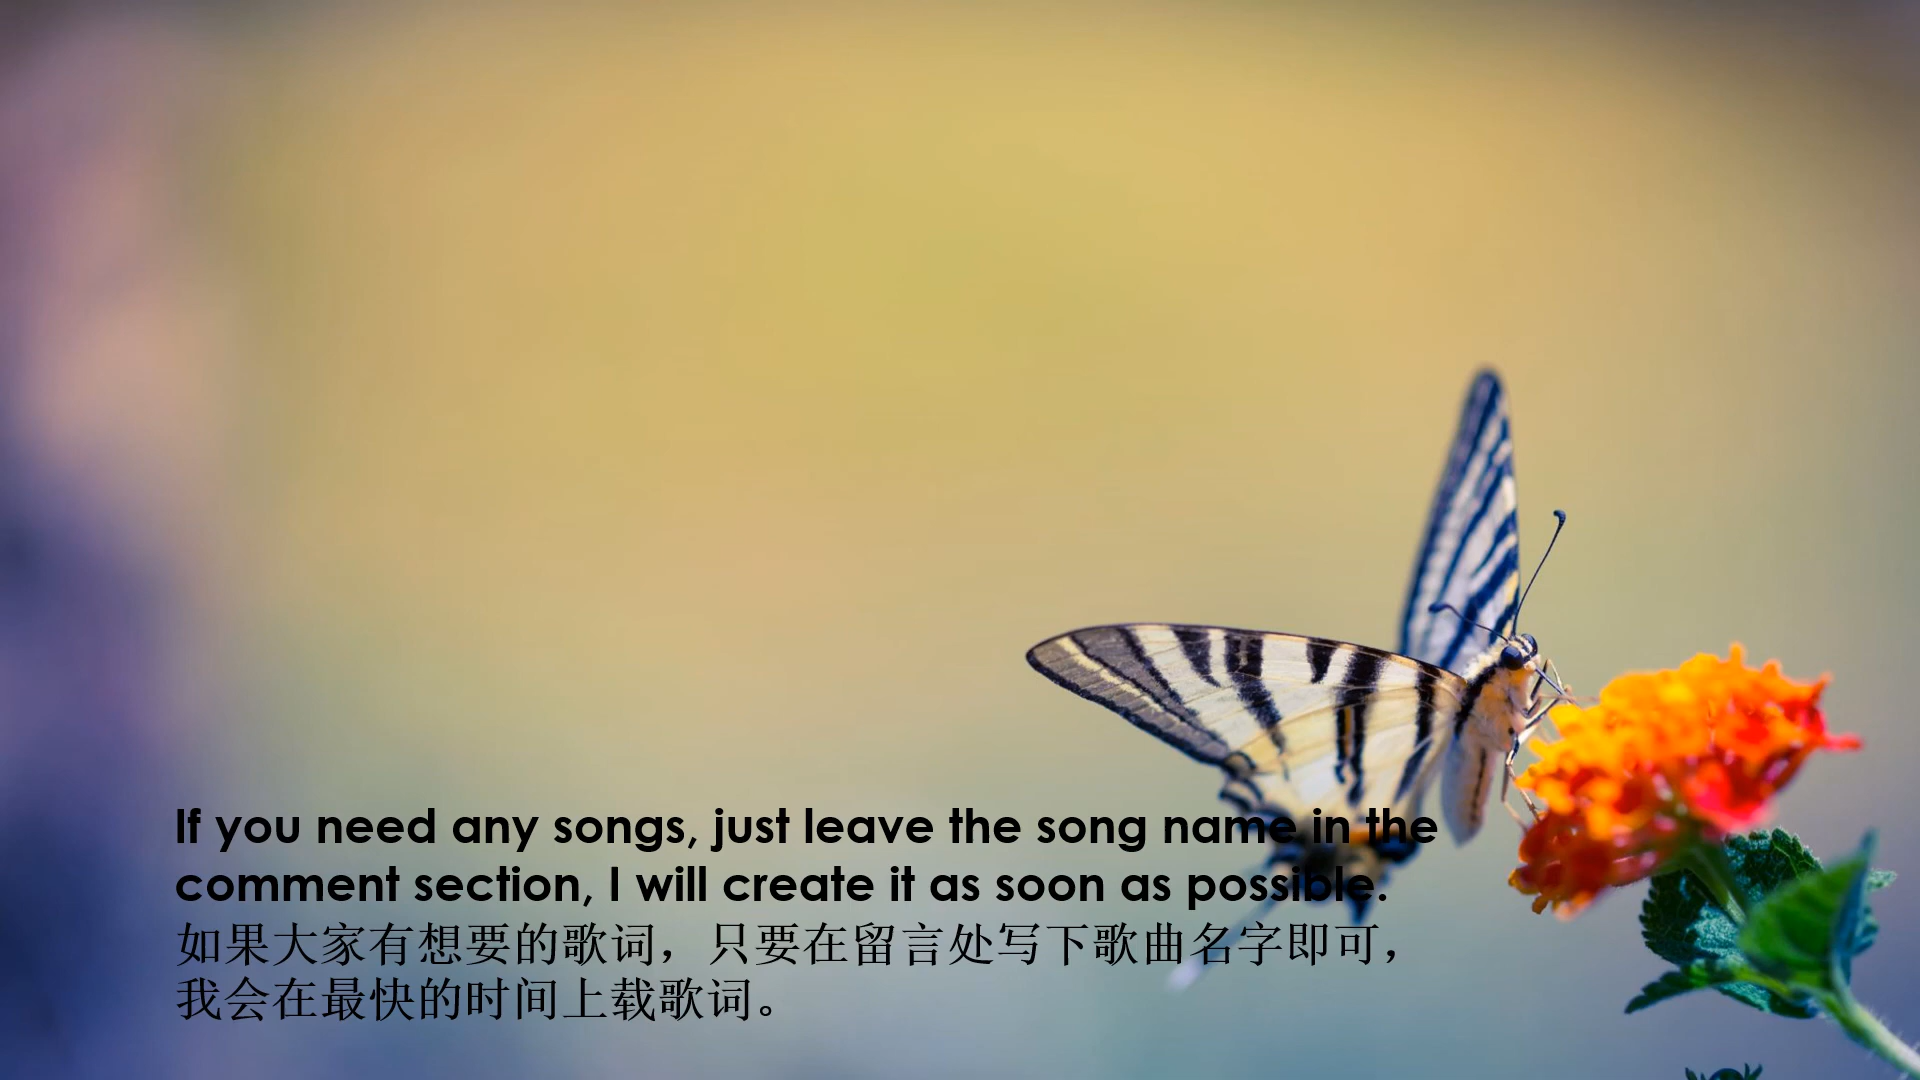 If you need any songs, just leave the song name in the
comment section, I will create it as soon as possible.
如果大家有想要的歌词，只要在留言处写下歌曲名字即可，
我会在最快的时间上载歌词。